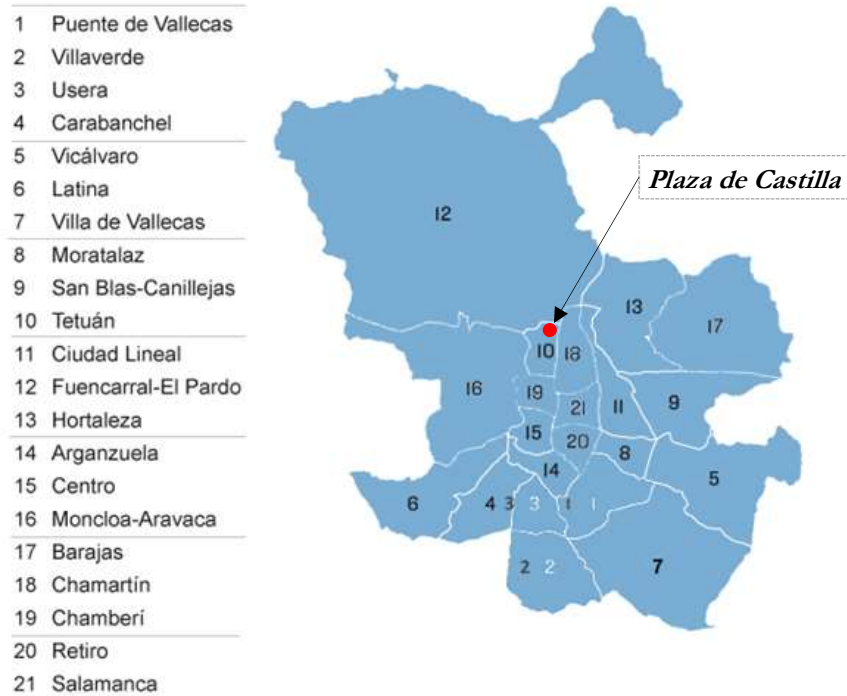 1 Puente de Vallecas
2 Villaverde
3 Usera
4 Carabanchel
5 Vicálvaro
6 Latina
7 Villa de Vallecas
8 Moratalaz
9 San Blas-Canillejas
10 Tetuán
11 Ciudad Lineal
12 Fuencarral-El Pardo
13 Hortaleza
14 Arganzuela
15 Centro
16 Moncloa-Aravaca
17 Barajas
18 Chamartín
19 Chamberí
20 Retiro
21 Salamanca
Plaza de Castilla
12
13
17
10 18
16
19
21
11
9
15
20
8
14
5
6
4 3 3
1 1
2 2
7